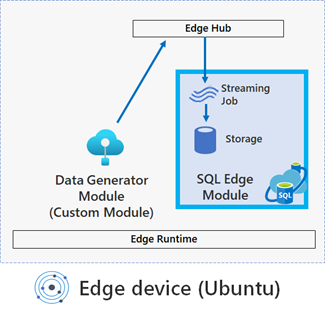 Edge Hub
Streaming
Job
Storage
Data Generator
Module
(Custom Module)
SQL Edge
Module
SQL
Edge Runtime
Edge device (Ubuntu)